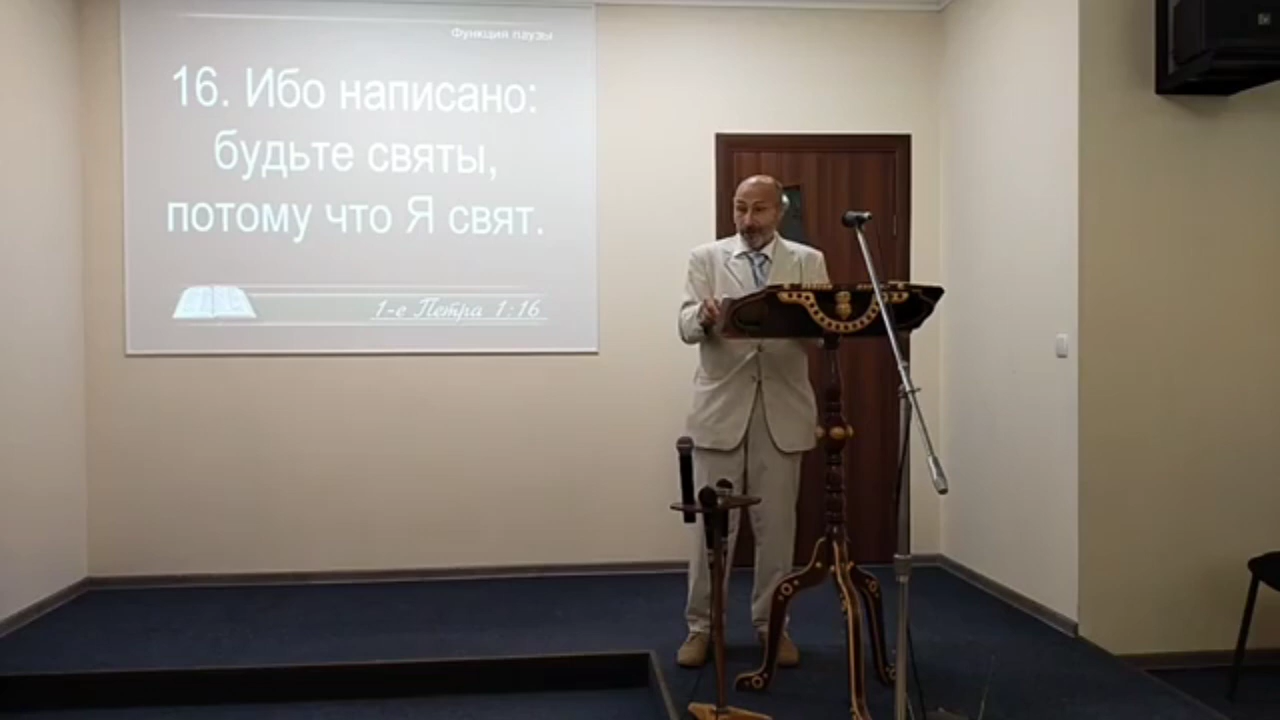 Функция паузы
16. Ибо написано:
будьте святы,
потому что Я свят.
1-е Петра 1:16